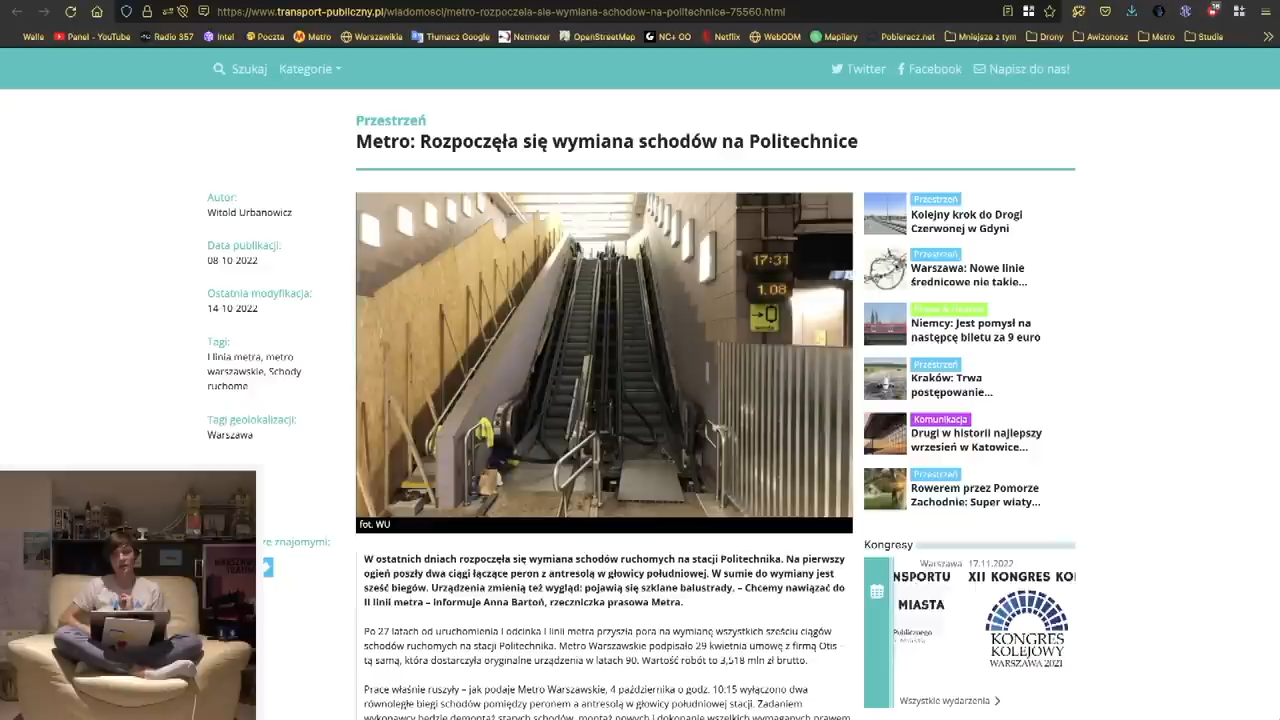 https://www.transport-publiczny.pl/wiadomosci/metro-rozpoczela-sie-wymiana-schodow-na-politechnice-75560.html
Walla Panel - YouTube Radio 357 Intel Poczta Metro Warszawikie Tłumacz Google Netmeter OpenStreetMap NC+ GO Netflix WebODM Mapilary Pobieracz.net Mniejsze z tym Drony Awizonosz Metro Studia
Szukaj Kategorie Twitter Facebook Napisz do nas!
Przestrzeń
Metro: Rozpoczęła się wymiana schodów na Politechnice
Autor:
Witold Urbanowicz
Data publikacji:
08-10-2022
Ostatnia modyfikacja:
14-10-2022
Tagi:
I linia metra, metro
warszawskie, Schody
ruchome
Tagi geolokalizacji:
Warszawa
ze znajomymi:
17:31
1.08
fot. WU
W ostatnich dniach rozpoczęła się wymiana schodów ruchomych na stacji Politechnika. Na pierwszy
ogień poszły dwa ciągi łączące peron z antresolą w głowicy południowej. W sumie do wymiany jest
sześć biegów. Urządzenia zmienią też wygląd: pojawią się szklane balustrady. – Chcemy nawiązać do
II linii metra – informuje Anna Bartoń, rzeczniczka prasowa Metra.
Po 27 latach od uruchomienia I odcinka I linii metra przyszła pora na wymianę wszystkich sześciu ciągów
schodów ruchomych na stacji Politechnika. Metro Warszawskie podpisało 29 kwietnia umowę z firmą Otis –
tą samą, która dostarczyła oryginalne urządzenia w latach 90. Wartość robót to 3,518 mln zł brutto.
Prace właśnie ruszyły – jak podaje Metro Warszawskie, 4 października o godz. 10:15 wyłączono dwa
równoległe biegi schodów pomiędzy peronem a antresolą w głowicy południowej stacji. Zadaniem
wykonawcy będzie demontaż starych schodów, montaż nowych i dokonanie wszelkich wymaganych prawem
Przestrzeń
Kolejny krok do Drogi
Czerwonej w Gdyni
Przestrzeń
Warszawa: Nowe linie
średnicowe nie takie...
Niemcy: Jest pomysł na
następcę biletu za 9 euro
Przestrzeń
Kraków: Trwa
postępowanie...
Komunikacja
Drugi w historii najlepszy
wrzesień w Katowice...
Przestrzeń
Rowerem przez Pomorze
Zachodnie: Super wiaty...
Kongresy
Warszawa 17.11.2022
NSPORTU XII KONGRES KO
MIASTA
Publicznego
KONGRES
KOLEJOWY
WARSZAWA 2021
Wszystkie wydarzenia